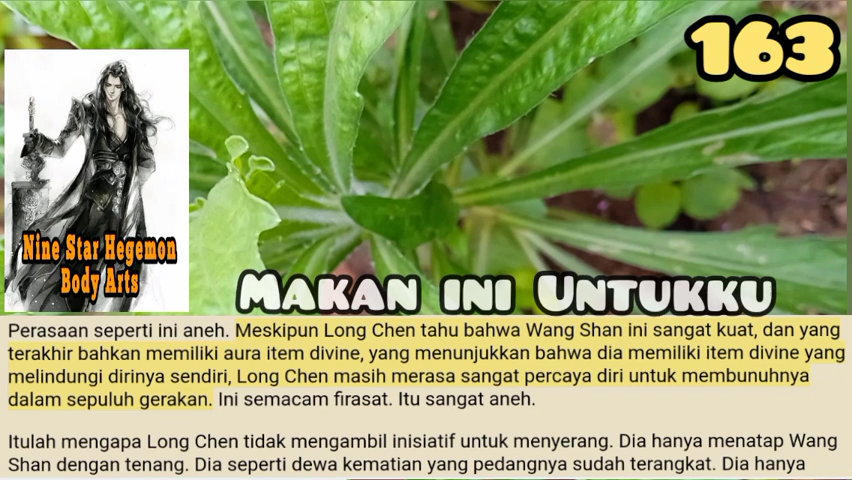 163
Nine Star Hegemon
Body Arts
Makan ini Untukku
Perasaan seperti ini aneh. Meskipun Long Chen tahu bahwa Wang Shan ini sangat kuat, dan yang
terakhir bahkan memiliki aura item divine, yang menunjukkan bahwa dia memiliki item divine yang
melindungi dirinya sendiri, Long Chen masih merasa sangat percaya diri untuk membunuhnya
dalam sepuluh gerakan. Ini semacam firasat. Itu sangat aneh.
Itulah mengapa Long Chen tidak mengambil inisiatif untuk menyerang. Dia hanya menatap Wang
Shan dengan tenang. Dia seperti dewa kematian yang pedangnya sudah terangkat. Dia hanya